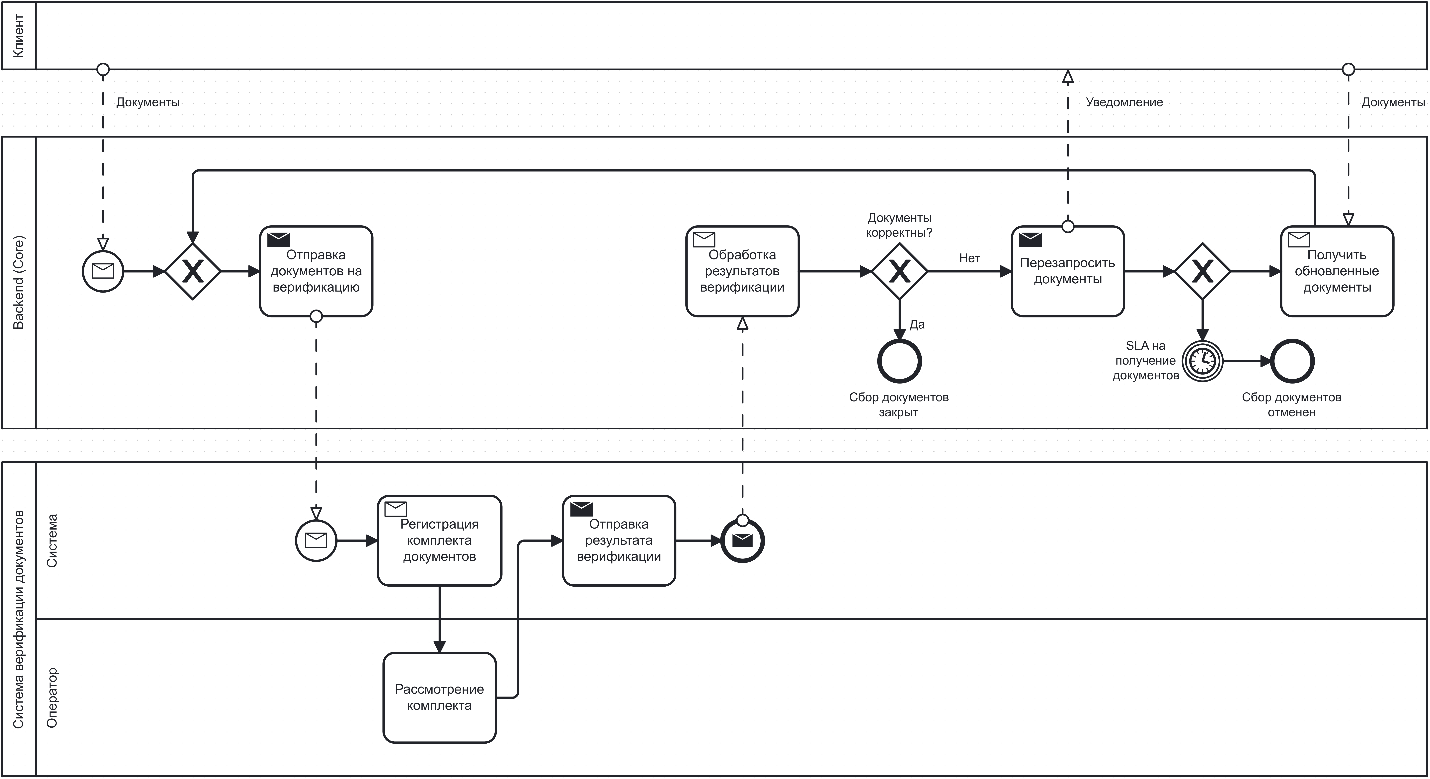 Клиент
Документы
Уведомление
Документы
Backend (Core)
Отправка
документов на
верификацию
Обработка
результатов
верификации
Документы
корректны?
Нет
Да
Сбор документов
закрыт
Перезапросить
документы
SLA на
получение
документов
Получить
обновленные
документы
Сбор документов
отменен
Система верификации документов
Система
Регистрация
комплекта
документов
Отправка
результата
верификации
Оператор
Рассмотрение
комплекта